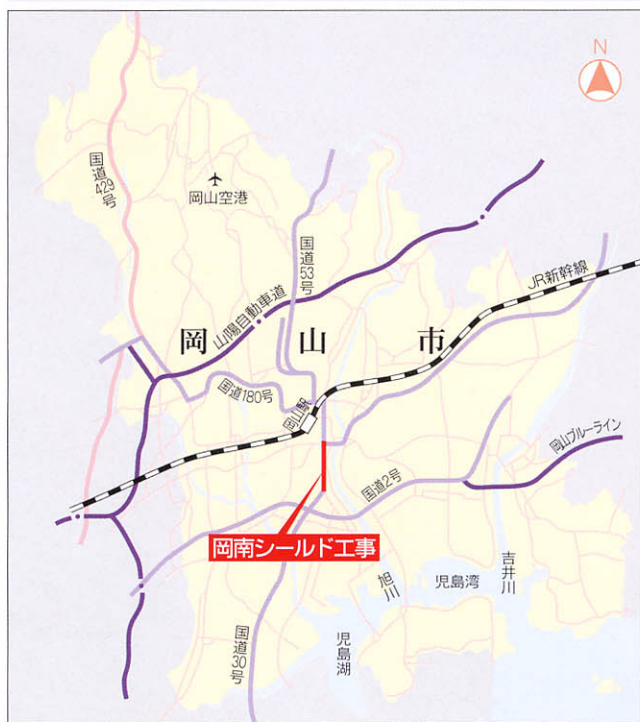 N
国道429号
岡山空港
国道53号
JR新幹線
山陽自動車道
岡山市
国道180号
岡山駅
岡山ブルーライン
国道2号
岡南シールド工事
旭川
児島湾
吉井川
児島湖
国道30号